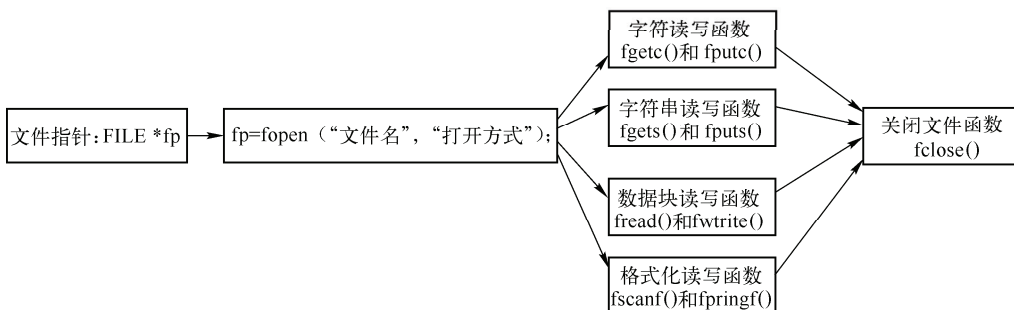 文件指针:FILE *fp
fp=fopen(“文件名”,“打开方式”);
字符读写函数
fgetc()和 fputc()
字符串读写函数
fgets()和 fputs()
数据块读写函数
fread()和fwtrite()
格式化读写函数
fscanf()和fpringf()
关闭文件函数
fclose()